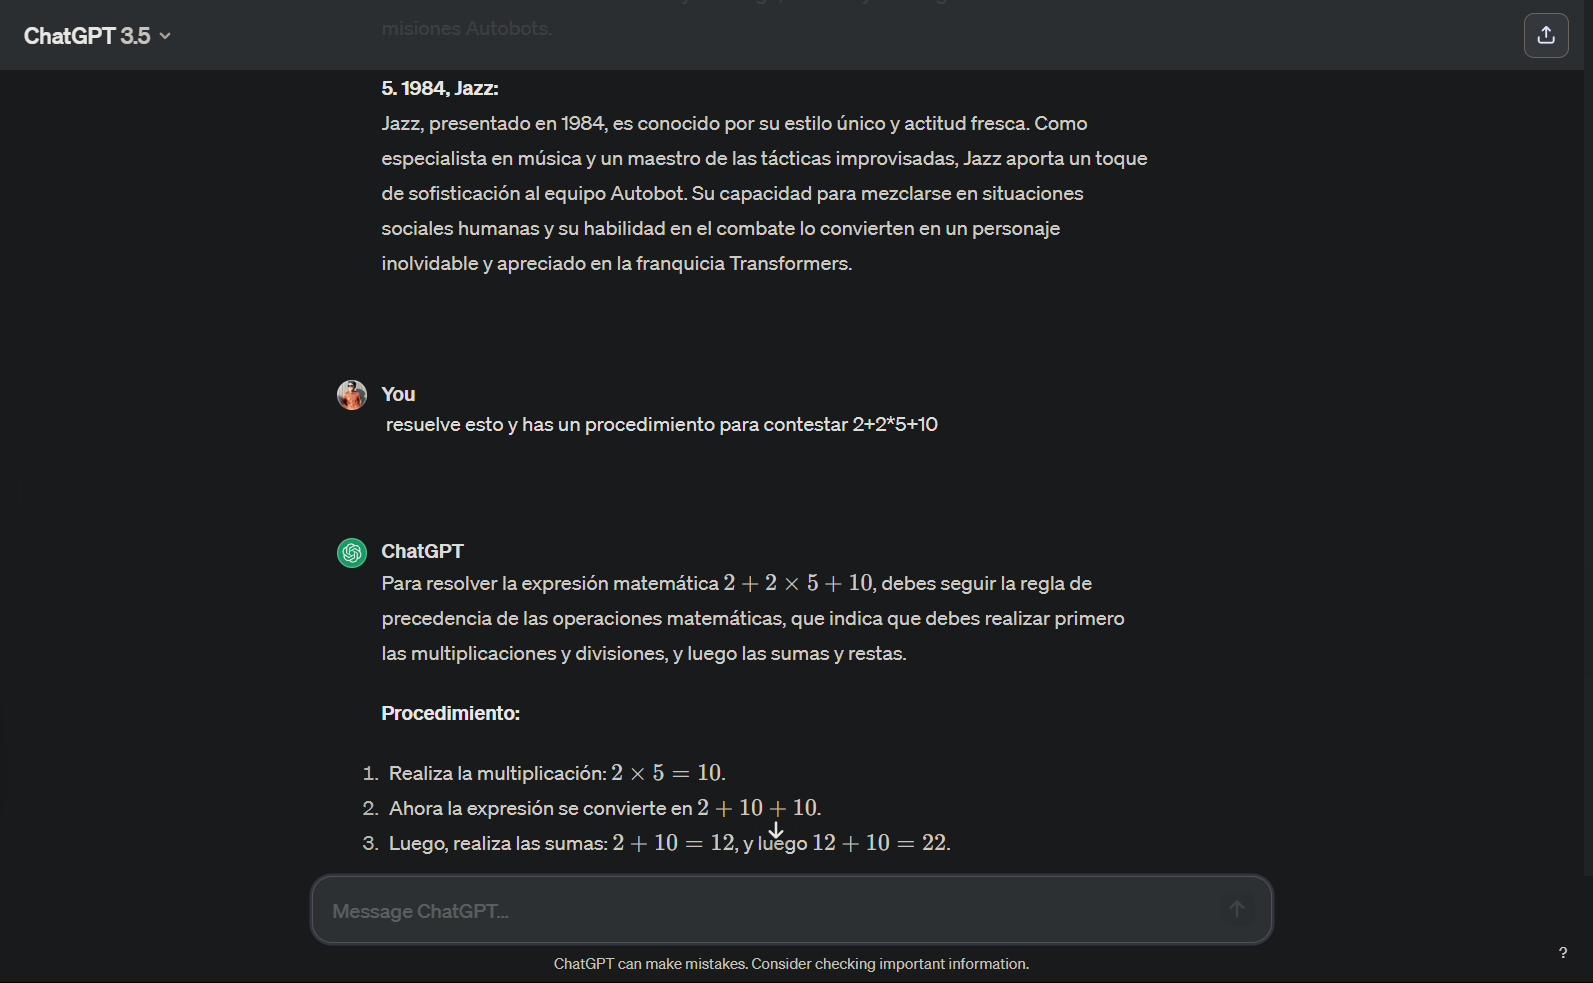 ChatGPT 3.5
misiones Autobots.
5. 1984, Jazz:
Jazz, presentado en 1984, es conocido por su estilo único y actitud fresca. Como
especialista en música y un maestro de las tácticas improvisadas, Jazz aporta un toque
de sofisticación al equipo Autobot. Su capacidad para mezclarse en situaciones
sociales humanas y su habilidad en el combate lo convierten en un personaje
inolvidable y apreciado en la franquicia Transformers.
You
resuelve esto y has un procedimiento para contestar 2+2*5+10
ChatGPT
Para resolver la expresión matemática 2 + 2 × 5 + 10, debes seguir la regla de
precedencia de las operaciones matemáticas, que indica que debes realizar primero
las multiplicaciones y divisiones, y luego las sumas y restas.
Procedimiento:
1. Realiza la multiplicación: 2 × 5 = 10.
2. Ahora la expresión se convierte en 2 + 10 + 10.
3. Luego, realiza las sumas: 2 + 10 = 12, y luego 12 + 10 = 22.
Message ChatGPT...
ChatGPT can make mistakes. Consider checking important information.
?